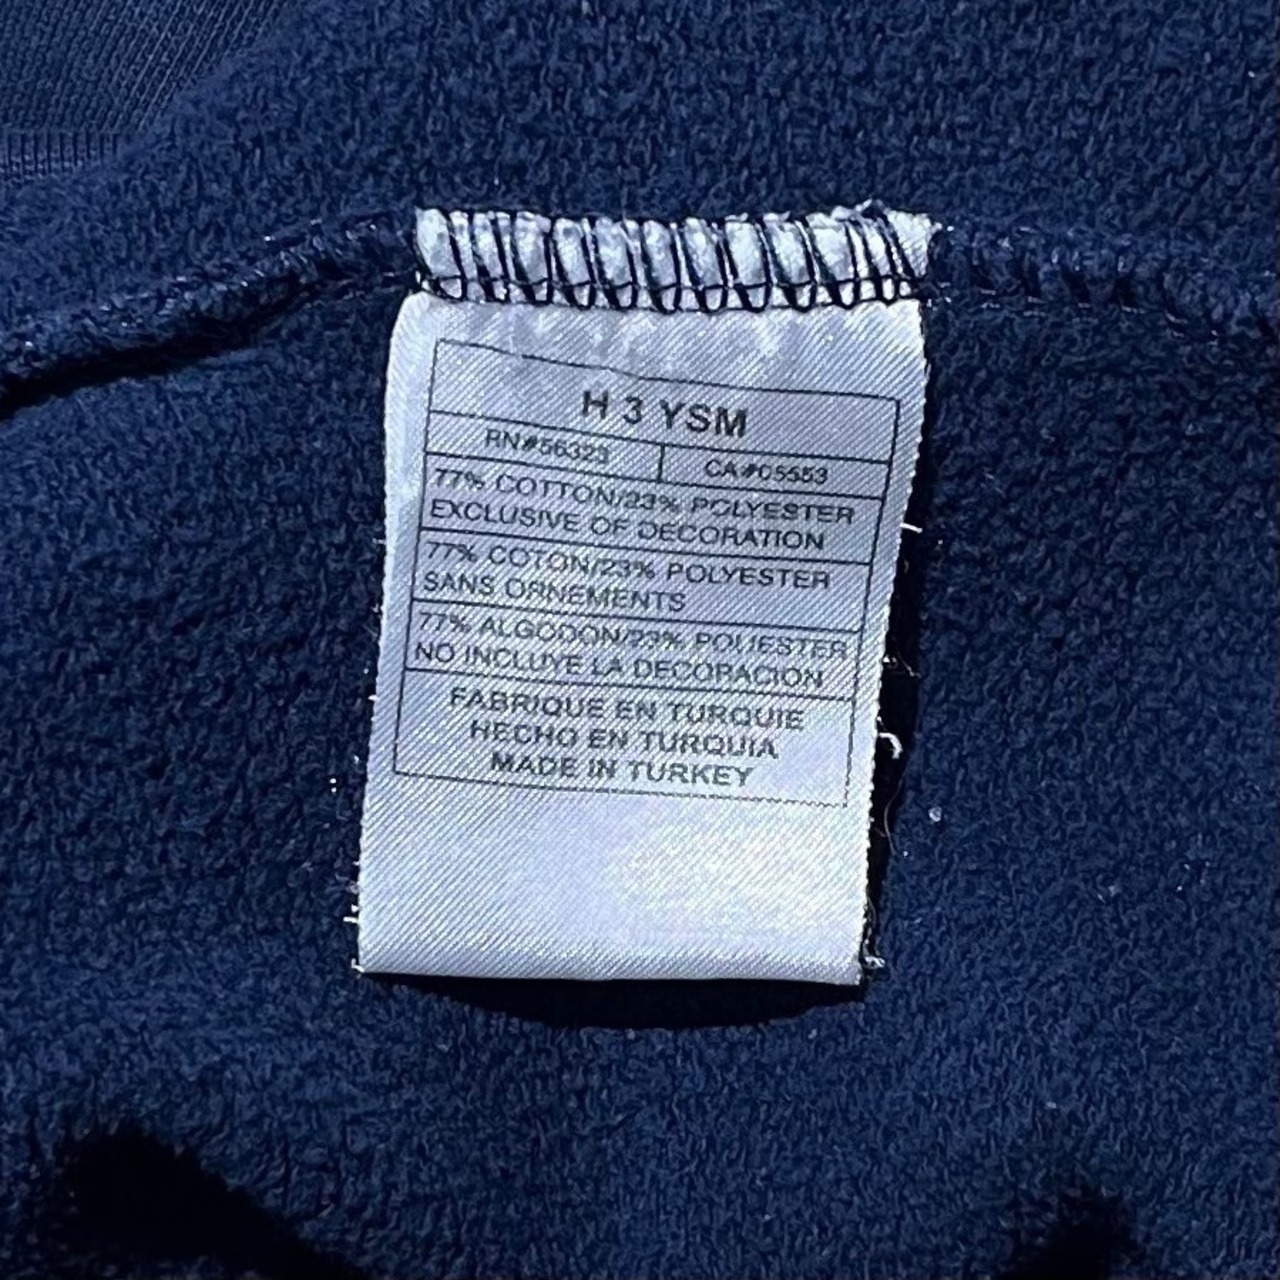 H 3 YSM
RN#56323
CA#05553
77% COTTON/23% POLYESTER
EXCLUSIVE OF DECORATION
77% COTON/23% POLYESTER
SANS ORNEMENTS
77% ALGODON/23% POLIESTER
NO INCLUYE LA DECORACION
FABRIQUE EN TURQUIE
HECHO EN TURQUIA
MADE IN TURKEY